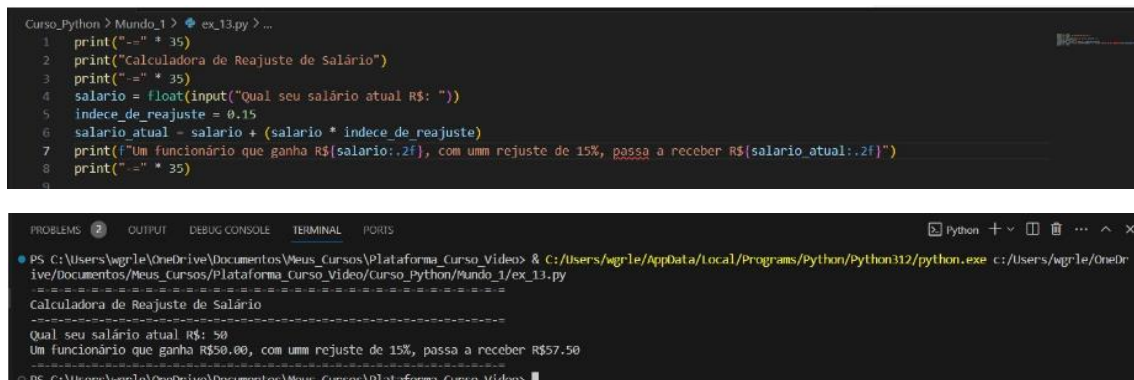 Curso_Python > Mundo_1 > ex_13.py > ...
1 print("-=" * 35)
2 print("Calculadora de Reajuste de Salário")
3 print("-=" * 35)
4 salario = float(input("Qual seu salário atual R$: "))
5 indece_de_reajuste = 0.15
6 salario_atual = salario + (salario * indece_de_reajuste)
7 print(f"Um funcionário que ganha R${salario:.2f}, com umm rejuste de 15%, passa a receber R${salario_atual:.2f}")
8 print("-=" * 35)
9
PROBLEMS 2 OUTPUT DEBUG CONSOLE TERMINAL PORTS Python
PS C:\Users\wgrle\OneDrive\Documentos\Meus_Cursos\Plataforma_Curso_Video> & C:/Users/wgrle/AppData/Local/Programs/Python/Python312/python.exe c:/Users/wgrle/OneDr
ive/Documentos/Meus_Cursos/Plataforma_Curso_Video/Curso_Python/Mundo_1/ex_13.py
-=-=-=-=-=-=-=-=-=-=-=-=-=-=-=-=-=-=-=-=-=-=-=-=-=-=-=-=-=-=-=-=-=-=-=
Calculadora de Reajuste de Salário
-=-=-=-=-=-=-=-=-=-=-=-=-=-=-=-=-=-=-=-=-=-=-=-=-=-=-=-=-=-=-=-=-=-=-=
Qual seu salário atual R$: 50
Um funcionário que ganha R$50.00, com umm rejuste de 15%, passa a receber R$57.50
-=-=-=-=-=-=-=-=-=-=-=-=-=-=-=-=-=-=-=-=-=-=-=-=-=-=-=-=-=-=-=-=-=-=-=
PS C:\Users\wgrle\OneDrive\Documentos\Meus_Cursos\Plataforma_Curso_Video>